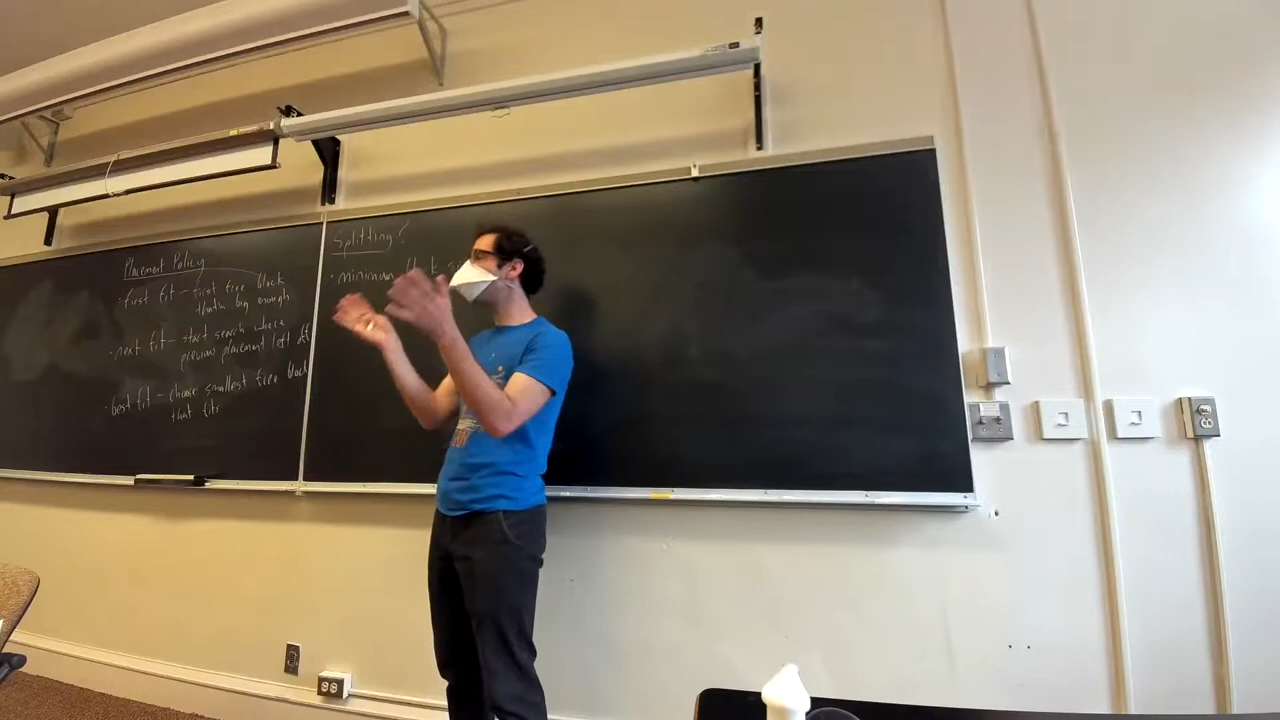 Placement Policy
· first fit – first free block
that's big enough
· next fit – start search where
previous placement left off
· best fit – choose smallest free block
that fits
Splitting?
· minimum block